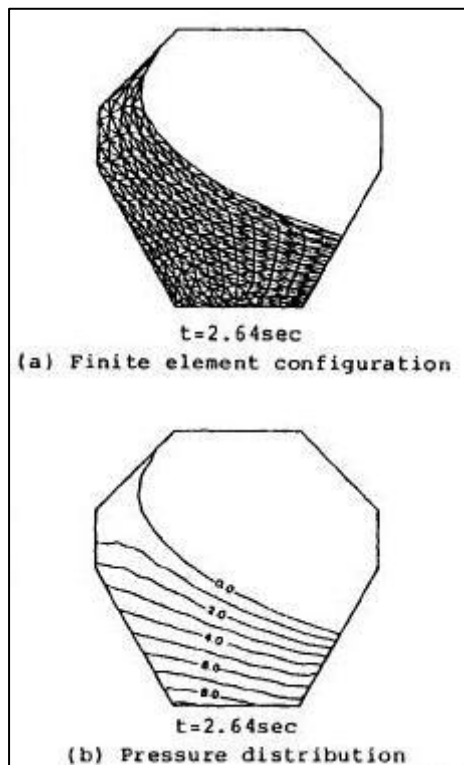 t=2.64sec
(a) Finite element configuration
0.0
2.0
4.0
6.0
8.0
t=2.64sec
(b) Pressure distribution